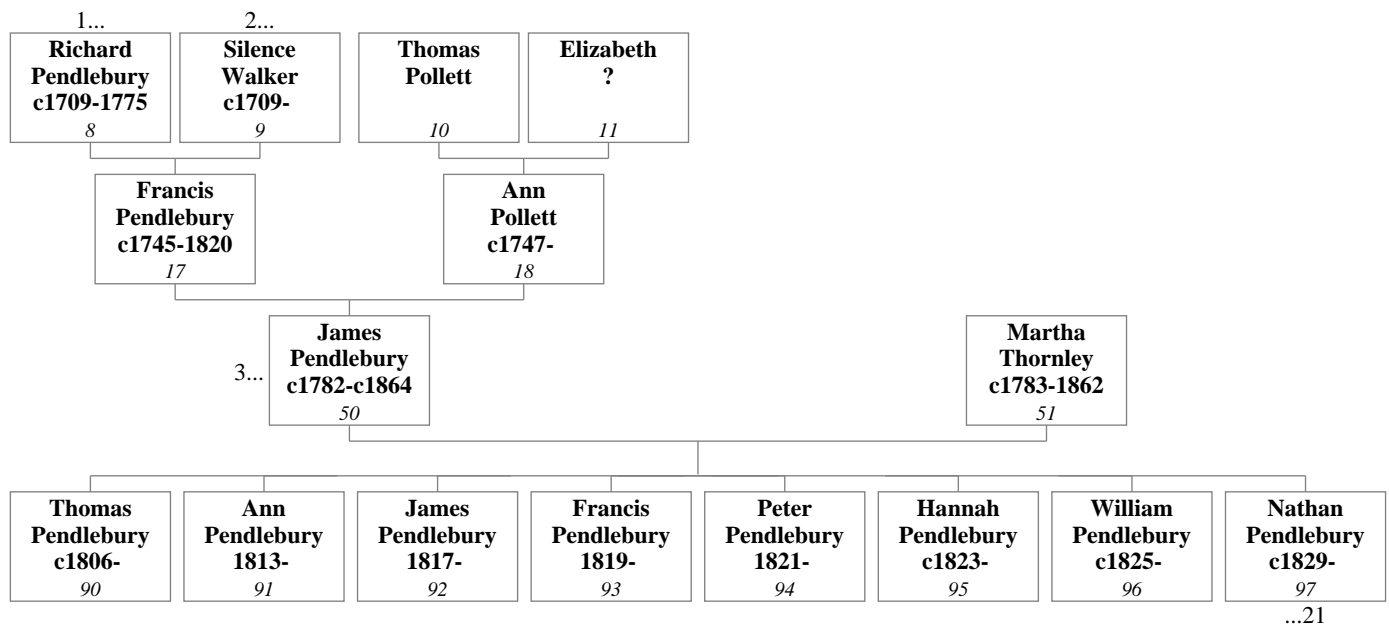 1...
2...
Richard
Pendlebury
c1709-1775
8
Silence
Walker
c1709-
9
Thomas
Pollett
10
Elizabeth
?
11
Francis
Pendlebury
c1745-1820
17
Ann
Pollett
c1747-
18
3...
James
Pendlebury
c1782-c1864
50
Martha
Thornley
c1783-1862
51
Thomas
Pendlebury
c1806-
90
Ann
Pendlebury
1813-
91
James
Pendlebury
1817-
92
Francis
Pendlebury
1819-
93
Peter
Pendlebury
1821-
94
Hannah
Pendlebury
c1823-
95
William
Pendlebury
c1825-
96
Nathan
Pendlebury
c1829-
97
...21